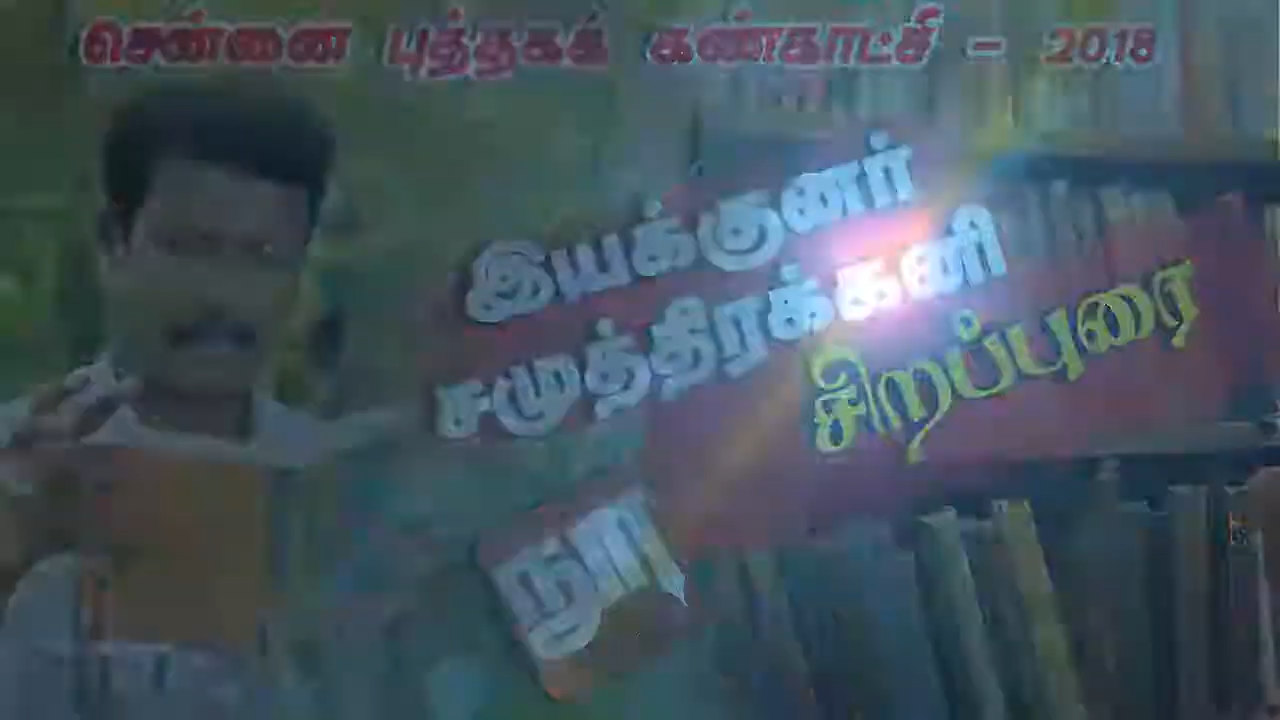 சென்னை புத்தகக் கண்காட்சி - 2018
இயக்குனர்
சமுத்திரக்கனி
சிறப்புரை